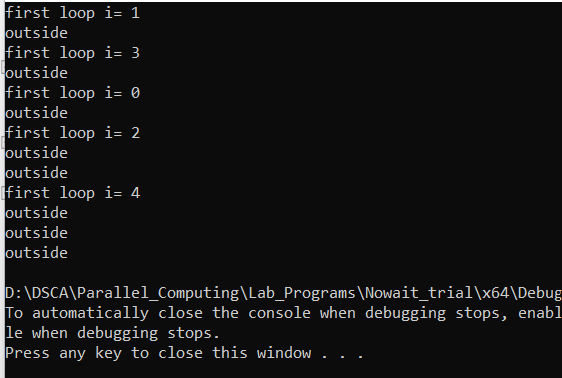 first loop i= 1
outside
first loop i= 3
outside
first loop i= 0
outside
first loop i= 2
outside
outside
first loop i= 4
outside
outside
outside
D:\DSCA\Parallel_Computing\Lab_Programs\Nowait_trial\x64\Debug
To automatically close the console when debugging stops, enabl
le when debugging stops.
Press any key to close this window . . .